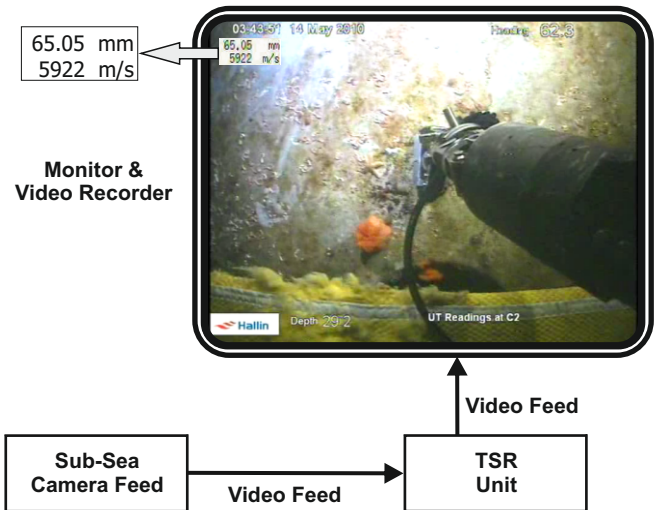 65.05 mm
5922 m/s
03:43:51 14 May 2010
Heading 62.3
65.05 mm
5922 m/s
Monitor &
Video Recorder
Hallin
Depth 29.2
UT Readings at C2
Video Feed
Sub-Sea
Camera Feed
Video Feed
TSR
Unit